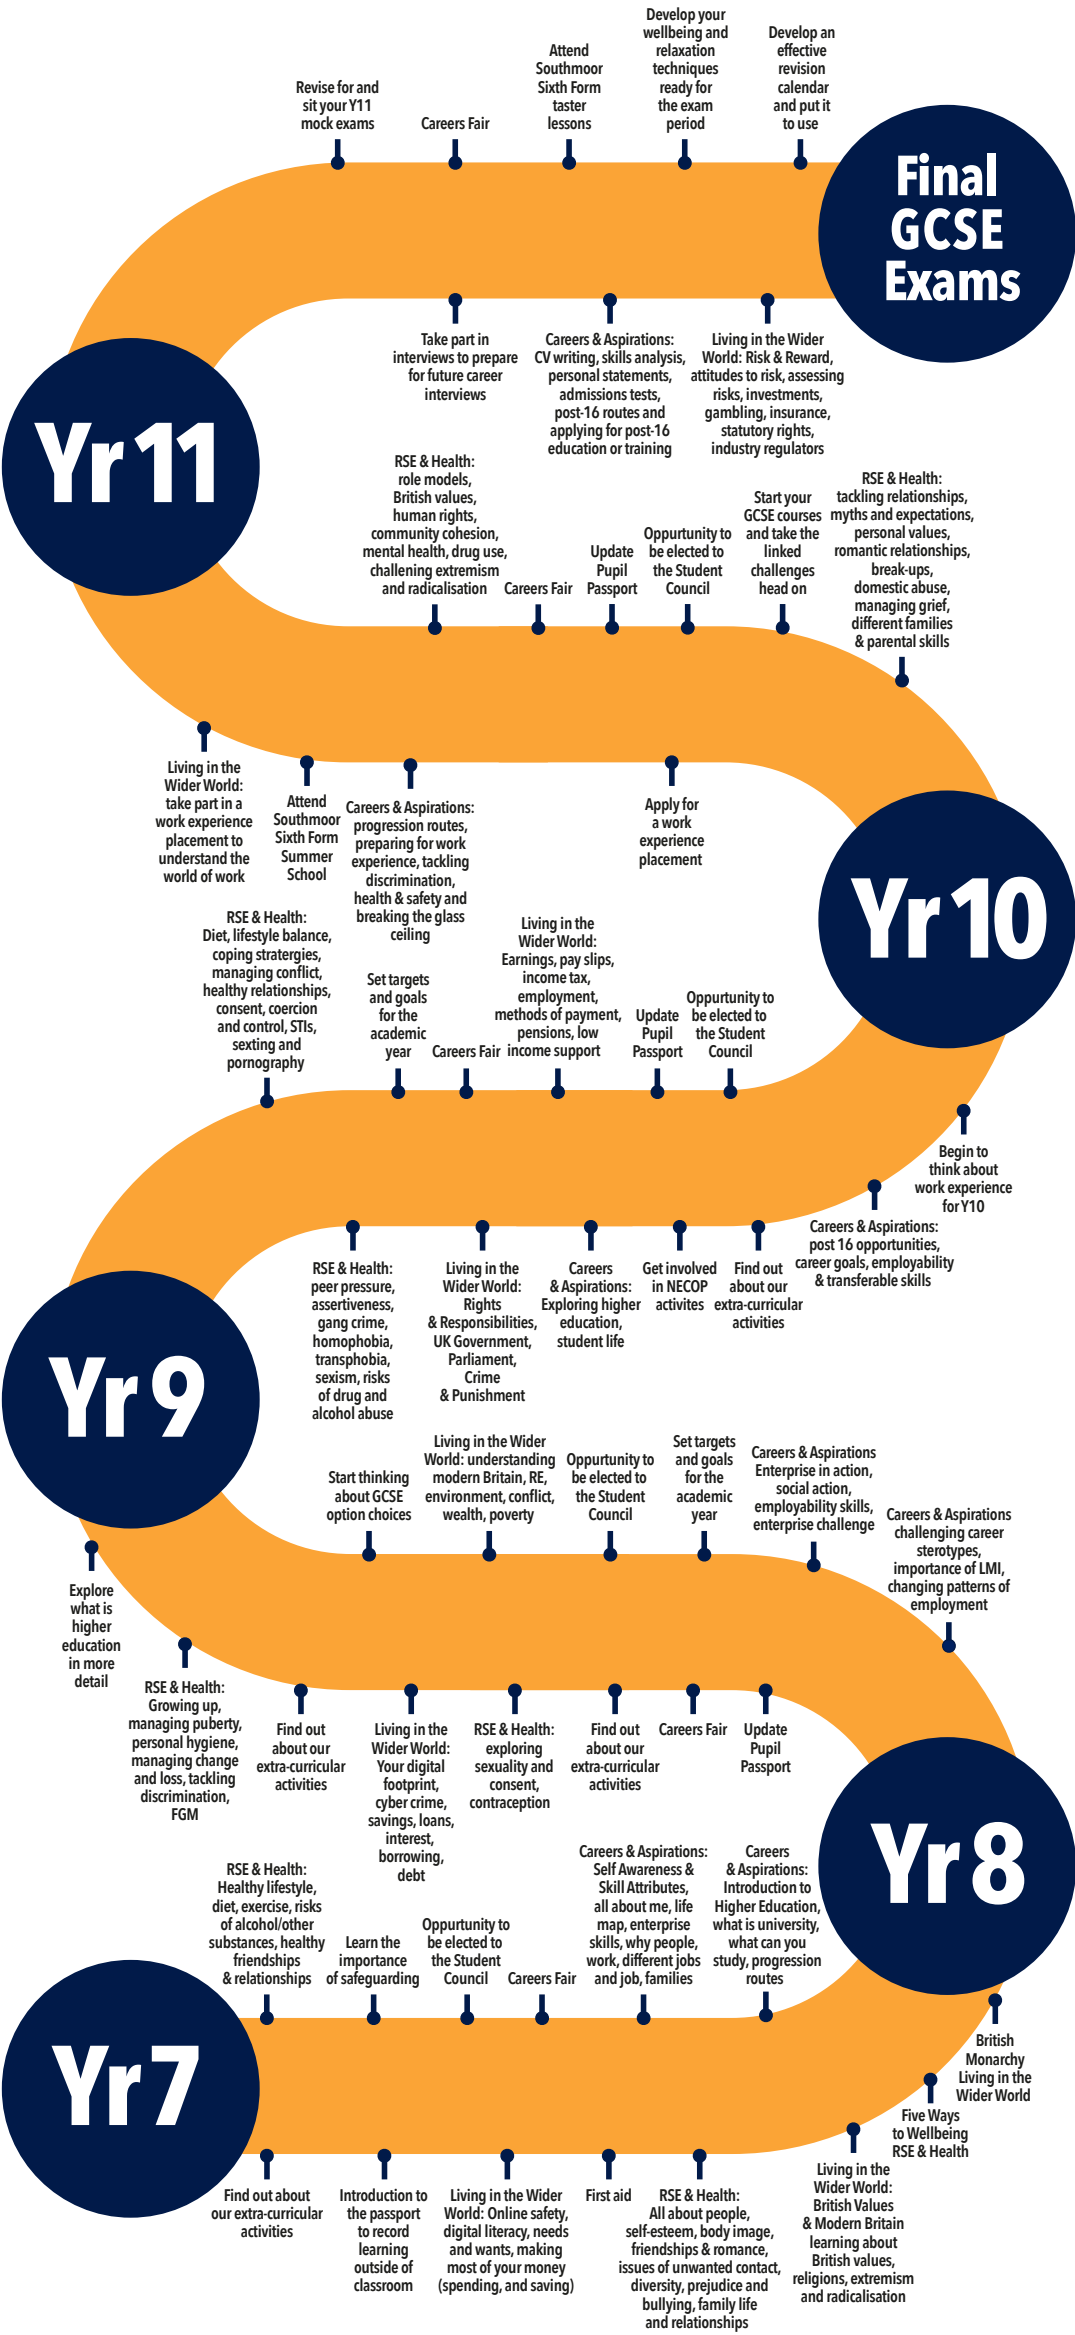 Develop your
wellbeing and
relaxation
techniques
ready for
the exam
period
Develop an
effective
revision
calendar
and put it
to use
Attend
Southmoor
Sixth Form
taster
lessons
Revise for and
sit your Y11
mock exams
Careers Fair
Final
GCSE
Exams
Take part in
interviews to prepare
for future career
interviews
Careers & Aspirations:
CV writing, skills analysis,
personal statements,
admissions tests,
post-16 routes and
applying for post-16
education or training
Living in the Wider
World: Risk & Reward,
attitudes to risk, assessing
risks, investments,
gambling, insurance,
statutory rights,
industry regulators
Yr 11
RSE & Health:
role models,
British values,
human rights,
community cohesion,
mental health, drug use,
challening extremism
and radicalisation
Careers Fair
Update
Pupil
Passport
Oppurtunity to
be elected to
the Student
Council
Start your
GCSE courses
and take the
linked
challenges
head on
RSE & Health:
tackling relationships,
myths and expectations,
personal values,
romantic relationships,
break-ups,
domestic abuse,
managing grief,
different families
& parental skills
Living in the
Wider World:
take part in a
work experience
placement to
understand the
world of work
Attend
Southmoor
Sixth Form
Summer
School
Careers & Aspirations:
progression routes,
preparing for work
experience, tackling
discrimination,
health & safety and
breaking the glass
ceiling
Apply for
a work
experience
placement
Yr 10
RSE & Health:
Diet, lifestyle balance,
coping stratergies,
managing conflict,
healthy relationships,
consent, coercion
and control, STIs,
sexting and
pornography
Set targets
and goals
for the
academic
year
Careers Fair
Living in the
Wider World:
Earnings, pay slips,
income tax,
employment,
methods of payment,
pensions, low
income support
Update
Pupil
Passport
Oppurtunity to
be elected to
the Student
Council
Begin to
think about
work experience
for Y10
Careers & Aspirations:
post 16 opportunities,
career goals, employability
& transferable skills
RSE & Health:
peer pressure,
assertiveness,
gang crime,
homophobia,
transphobia,
sexism, risks
of drug and
alcohol abuse
Living in the
Wider World:
Rights
& Responsibilities,
UK Government,
Parliament,
Crime
& Punishment
Careers
& Aspirations:
Exploring higher
education,
student life
Get involved
in NECOP
activites
Find out
about our
extra-curricular
activities
Yr 9
Start thinking
about GCSE
option choices
Living in the Wider
World: understanding
modern Britain, RE,
environment, conflict,
wealth, poverty
Oppurtunity to
be elected to
the Student
Council
Set targets
and goals
for the
academic
year
Careers & Aspirations
Enterprise in action,
social action,
employability skills,
enterprise challenge
Careers & Aspirations
challenging career
sterotypes,
importance of LMI,
changing patterns of
employment
Explore
what is
higher
education
in more
detail
RSE & Health:
Growing up,
managing puberty,
personal hygiene,
managing change
and loss, tackling
discrimination,
FGM
Find out
about our
extra-curricular
activities
Living in the
Wider World:
Your digital
footprint,
cyber crime,
savings, loans,
interest,
borrowing,
debt
RSE & Health:
exploring
sexuality and
consent,
contraception
Find out
about our
extra-curricular
activities
Careers Fair
Update
Pupil
Passport
Yr 8
RSE & Health:
Healthy lifestyle,
diet, exercise, risks
of alcohol/other
substances, healthy
friendships
& relationships
Learn the
importance
of safeguarding
Oppurtunity to
be elected to
the Student
Council
Careers Fair
Careers & Aspirations:
Self Awareness &
Skill Attributes,
all about me, life
map, enterprise
skills, why people,
work, different jobs
and job, families
Careers
& Aspirations:
Introduction to
Higher Education,
what is university,
what can you
study, progression
routes
Yr 7
British
Monarchy
Living in the
Wider World
Five Ways
to Wellbeing
RSE & Health
Living in the
Wider World:
British Values
& Modern Britain
learning about
British values,
religions, extremism
and radicalisation
Find out about
our extra-curricular
activities
Introduction to
the passport
to record
learning
outside of
classroom
Living in the Wider
World: Online safety,
digital literacy, needs
and wants, making
most of your money
(spending, and saving)
First aid
RSE & Health:
All about people,
self-esteem, body image,
friendships & romance,
issues of unwanted contact,
diversity, prejudice and
bullying, family life
and relationships